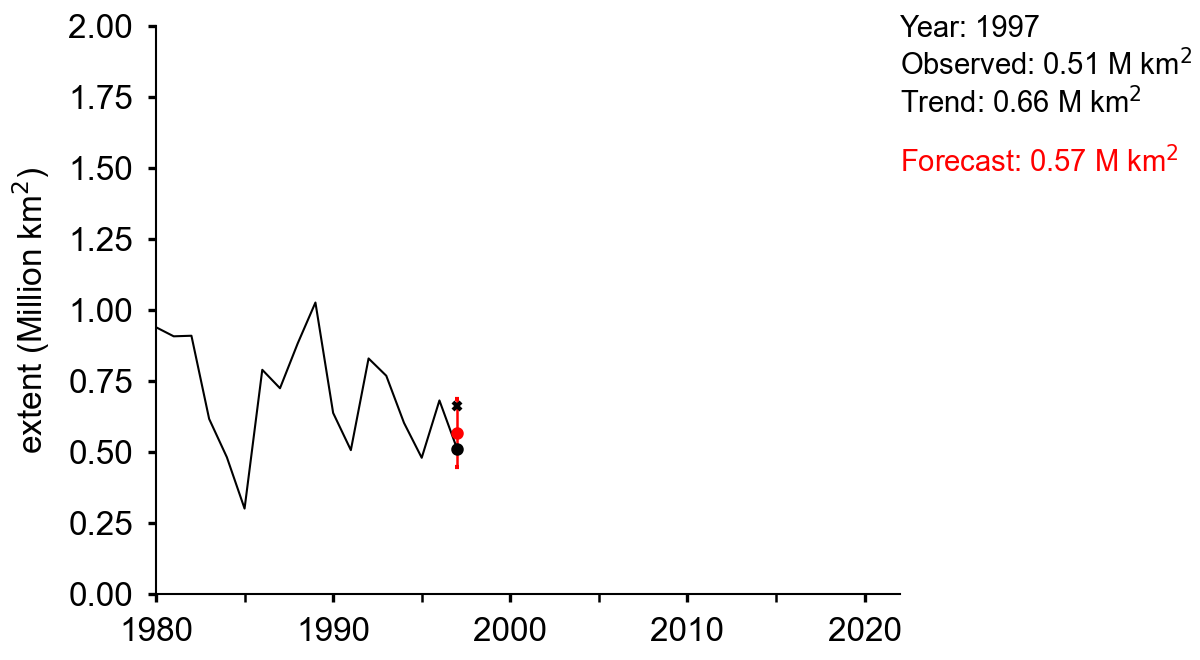 2.00
1.75
1.50
1.25
1.00
0.75
0.50
0.25
0.00
extent (Million km²)
1980 1990 2000 2010 2020
Year: 1997
Observed: 0.51 M km²
Trend: 0.66 M km²
Forecast: 0.57 M km²